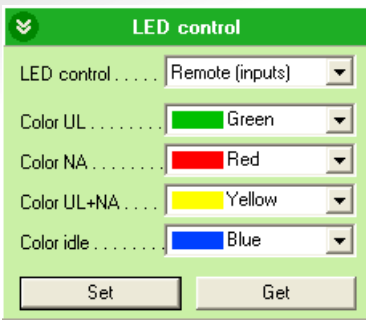 LED control
LED control ..... Remote (inputs)
Color UL ........ Green
Color NA ........ Red
Color UL+NA .... Yellow
Color idle ........ Blue
Set Get